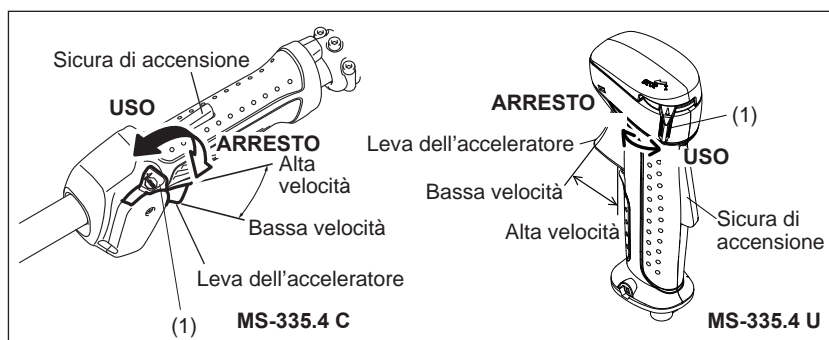 Sicura di accensione
USO
ARRESTO
Alta
velocità
Bassa velocità
Leva dell'acceleratore
(1)
MS-335.4 C
ARRESTO
(1)
Leva dell'acceleratore
USO
Bassa velocità
Alta velocità
Sicura di
accensione
MS-335.4 U